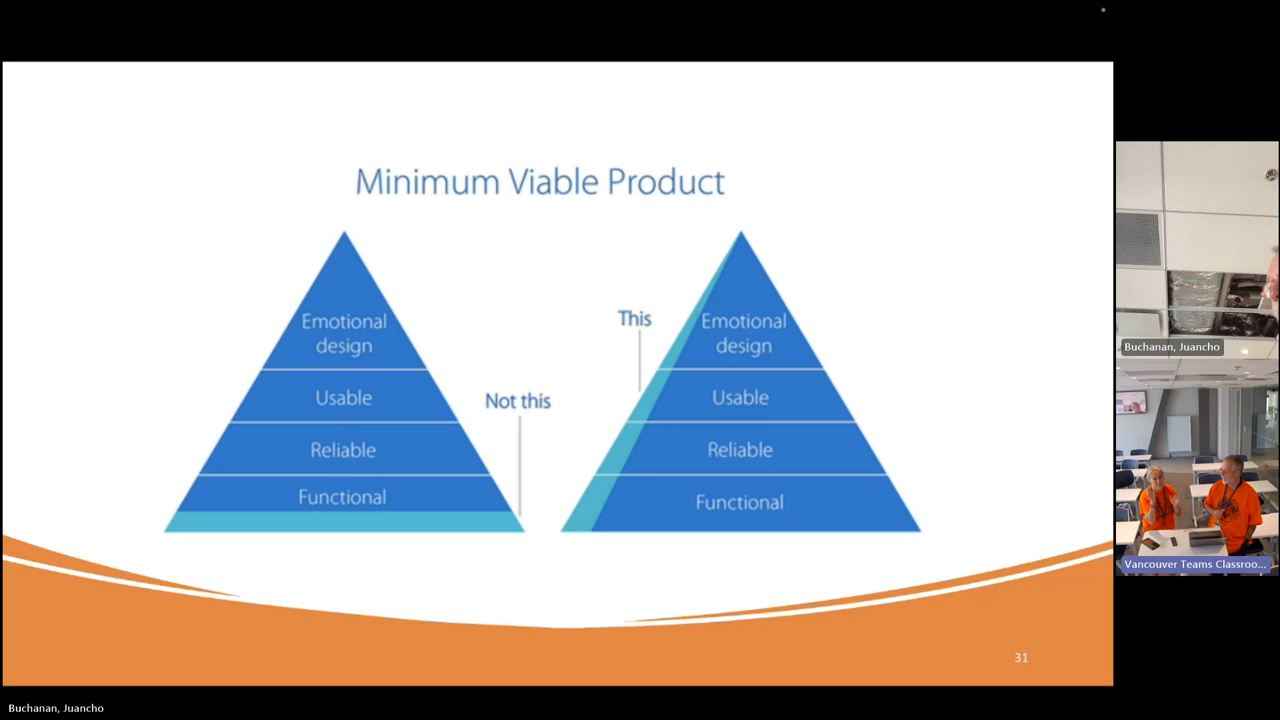 Minimum Viable Product
Emotional
design
Usable
Reliable
Functional
Not this
This
Emotional
design
Usable
Reliable
Functional
31
Buchanan, Juancho
Vancouver Teams Classroo...
Buchanan, Juancho